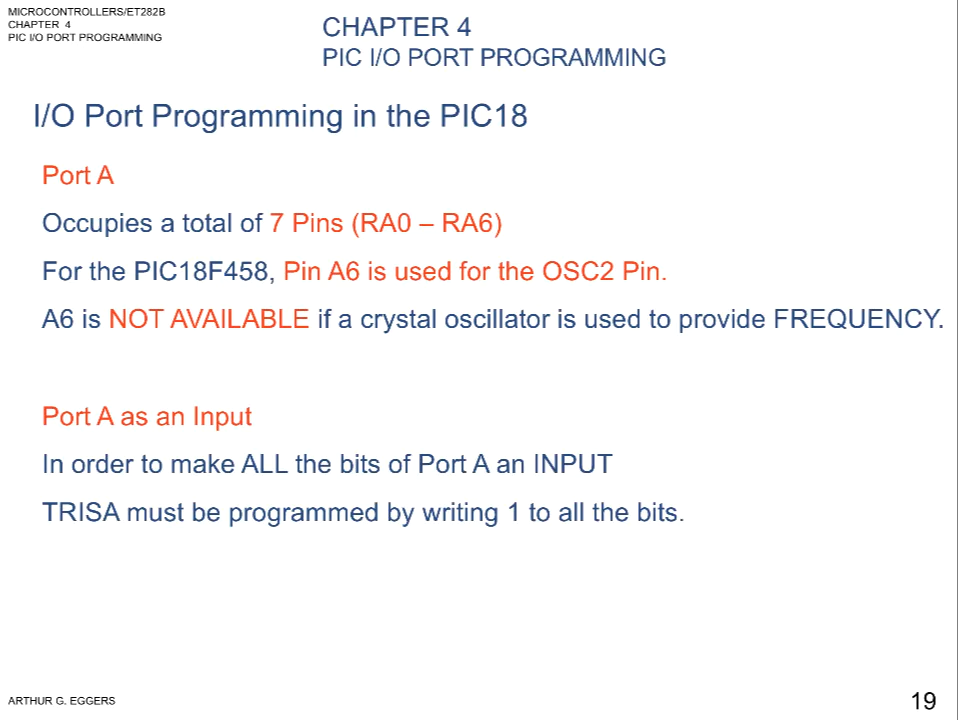 MICROCONTROLLERS/ET282B
CHAPTER 4
PIC I/O PORT PROGRAMMING
CHAPTER 4
PIC I/O PORT PROGRAMMING
I/O Port Programming in the PIC18
Port A
Occupies a total of 7 Pins (RA0 – RA6)
For the PIC18F458, Pin A6 is used for the OSC2 Pin.
A6 is NOT AVAILABLE if a crystal oscillator is used to provide FREQUENCY.
Port A as an Input
In order to make ALL the bits of Port A an INPUT
TRISA must be programmed by writing 1 to all the bits.
ARTHUR G. EGGERS
19